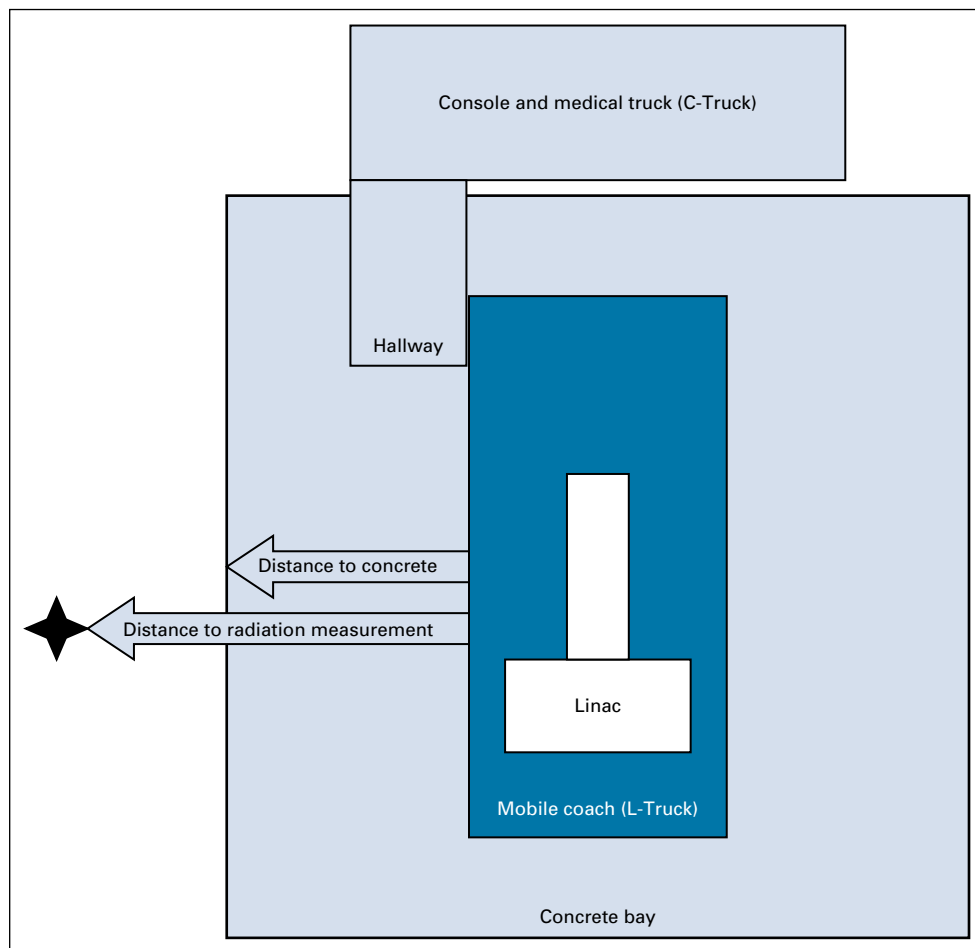 Console and medical truck (C-Truck)
Hallway
Distance to concrete
Distance to radiation measurement
Linac
Mobile coach (L-Truck)
Concrete bay